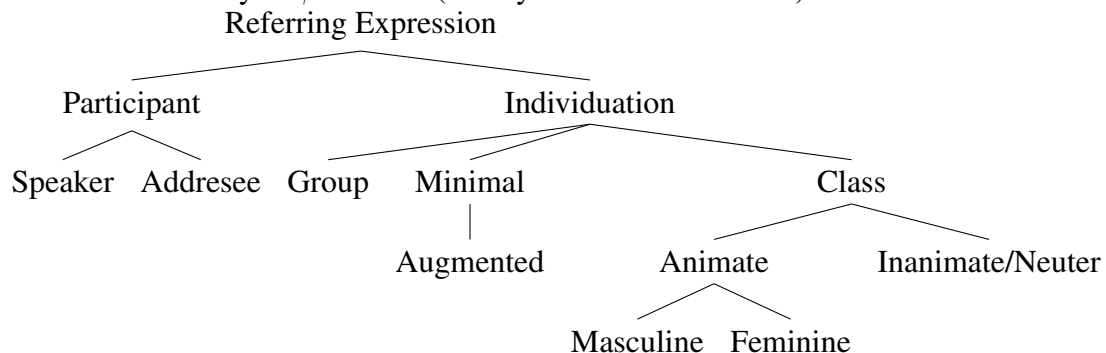 Referring Expression
Participant Individuation
Speaker Addresee Group Minimal Class
Augmented Animate Inanimate/Neuter
Masculine Feminine